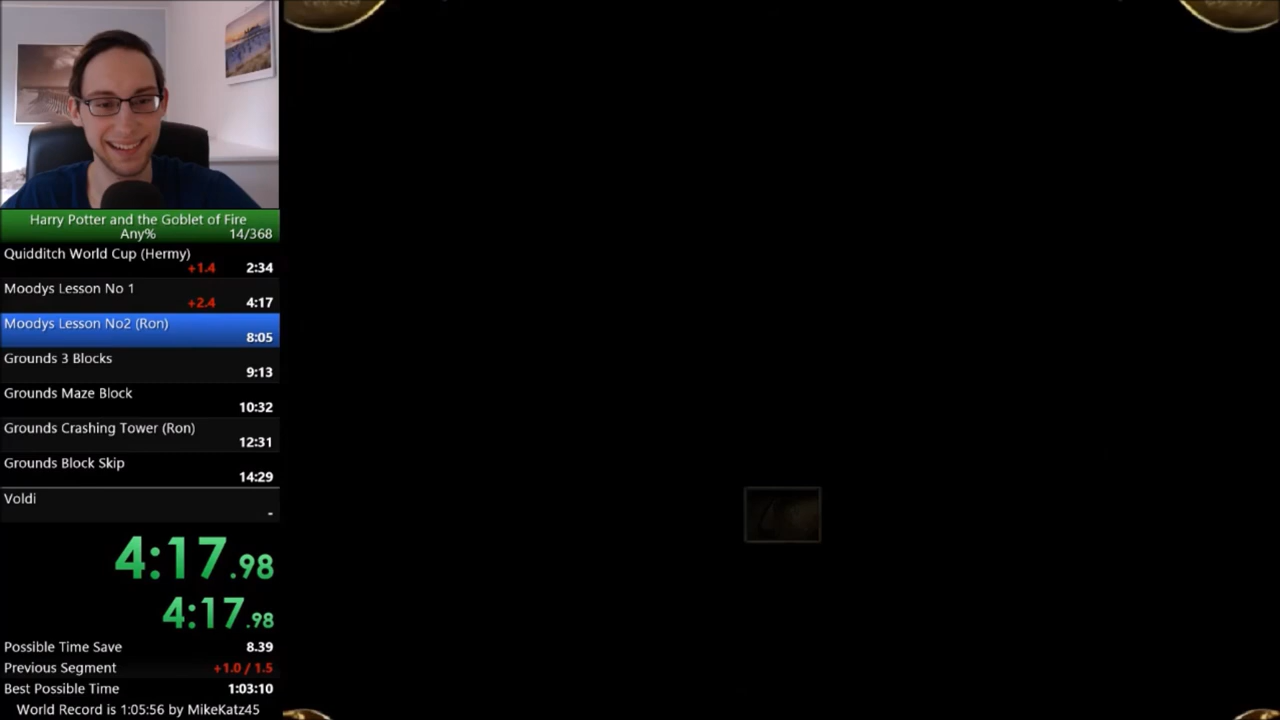 Harry Potter and the Goblet of Fire
Any% 14/368
Quidditch World Cup (Hermy)
+1.4 2:34
Moodys Lesson No 1
+2.4 4:17
Moodys Lesson No2 (Ron)
8:05
Grounds 3 Blocks
9:13
Grounds Maze Block
10:32
Grounds Crashing Tower (Ron)
12:31
Grounds Block Skip
14:29
Voldi
-
4:17.98
4:17.98
Possible Time Save 8.39
Previous Segment +1.0 / 1.5
Best Possible Time 1:03:10
World Record is 1:05:56 by MikeKatz45